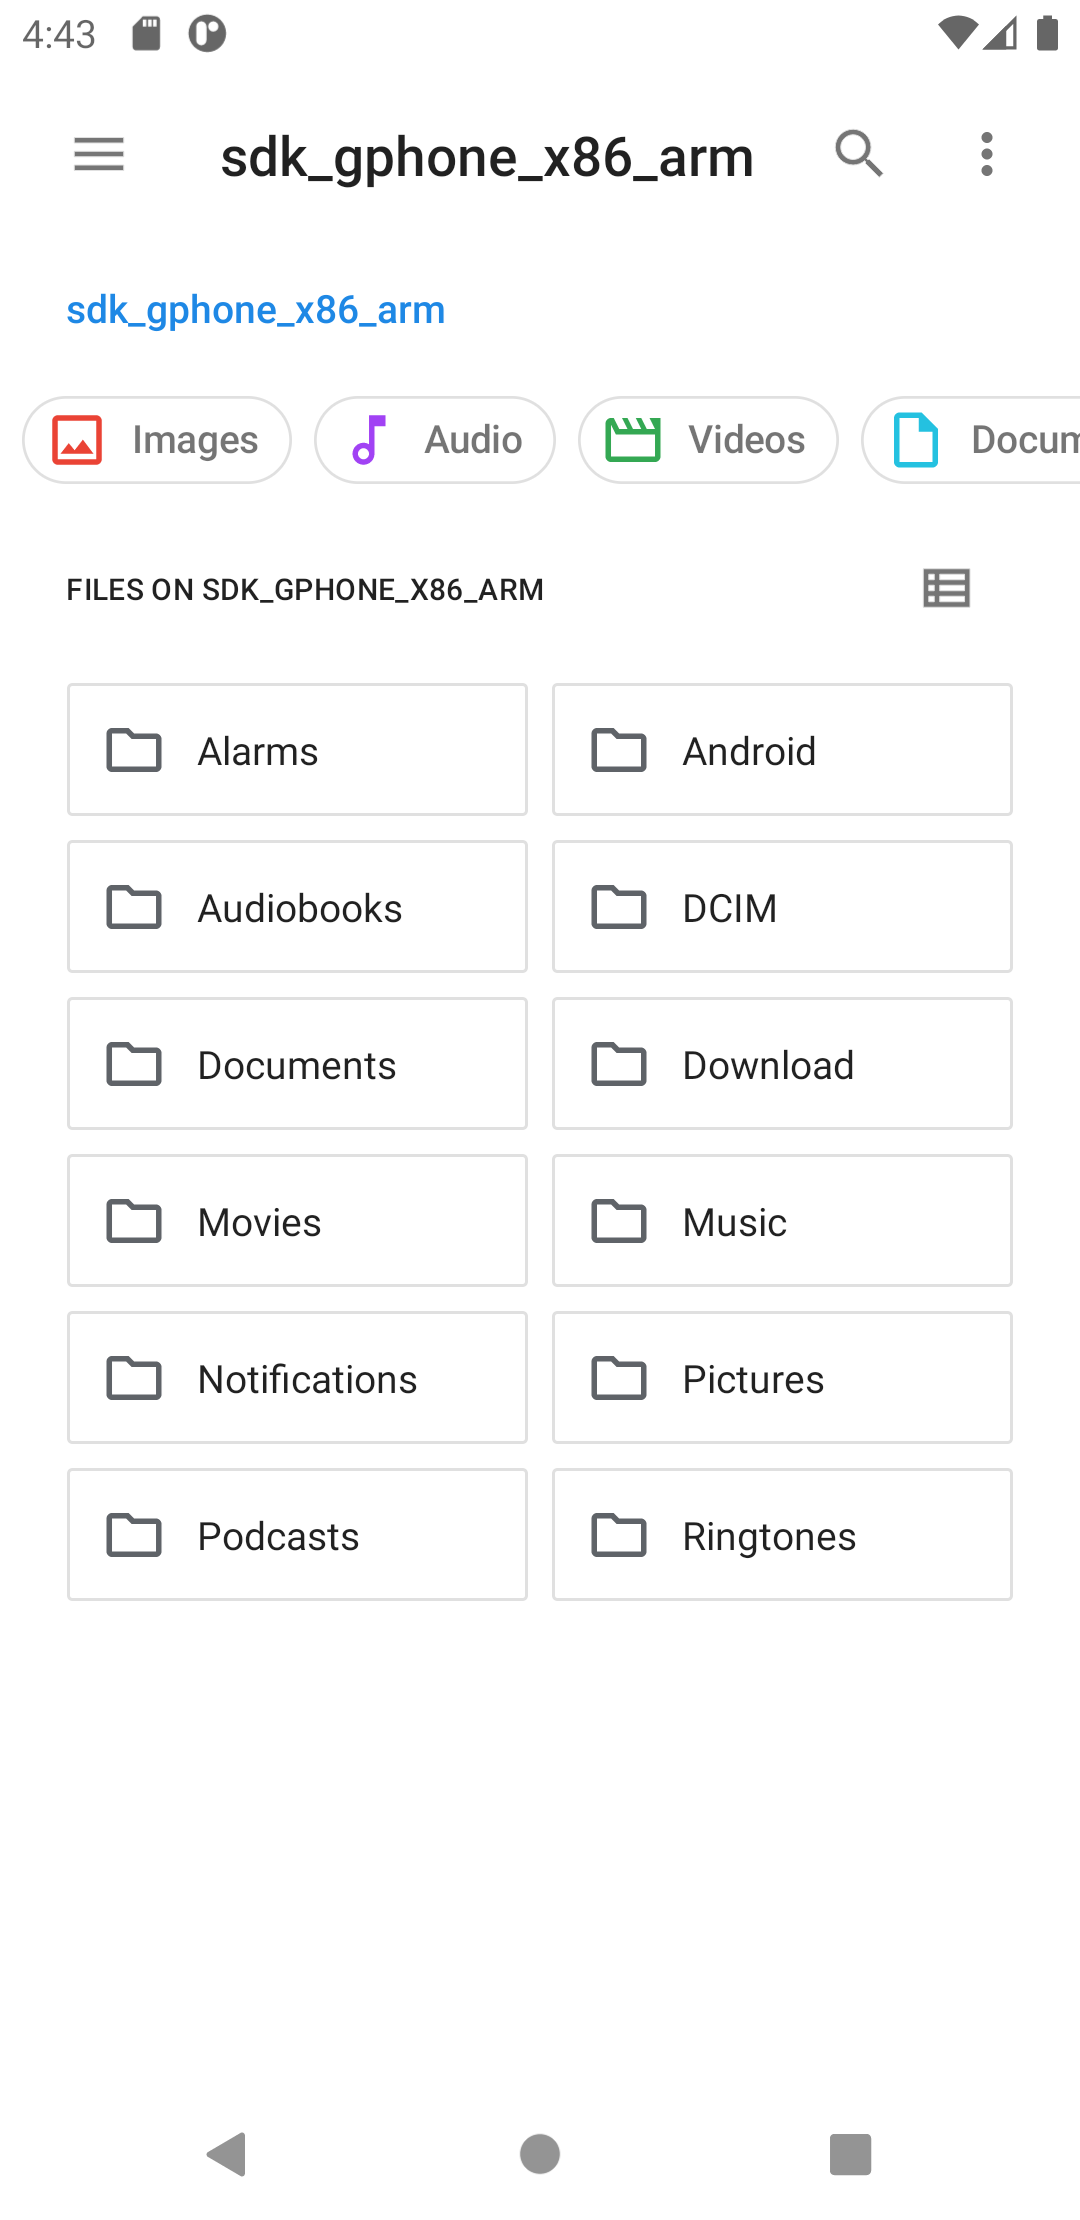 4:43
sdk_gphone_x86_arm
sdk_gphone_x86_arm
Images Audio Videos Docum
FILES ON SDK_GPHONE_X86_ARM
Alarms Android
Audiobooks DCIM
Documents Download
Movies Music
Notifications Pictures
Podcasts Ringtones